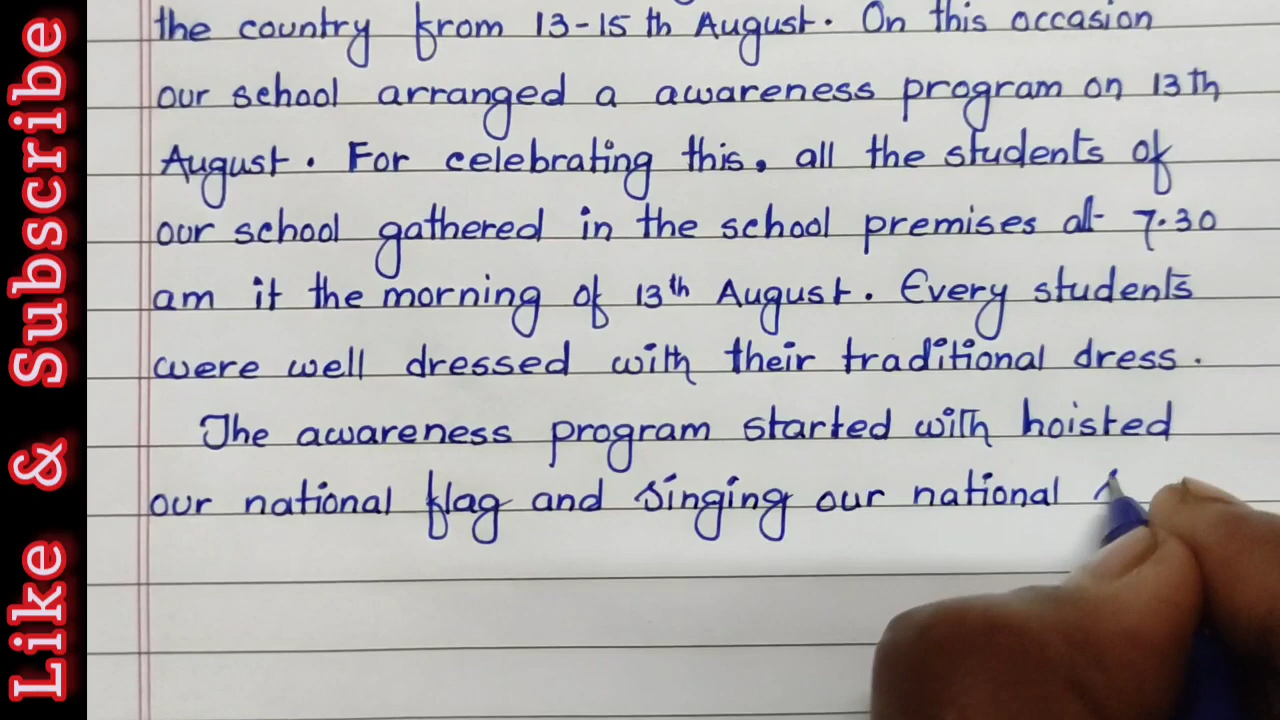 Like & Subscribe
the country from 13-15 th August. On this occasion
our school arranged a awareness program on 13th
August. For celebrating this, all the students of
our school gathered in the school premises at 7.30
am it the morning of 13th August. Every students
were well dressed with their traditional dress.
The awareness program started with hoisted
our national flag and singing our national